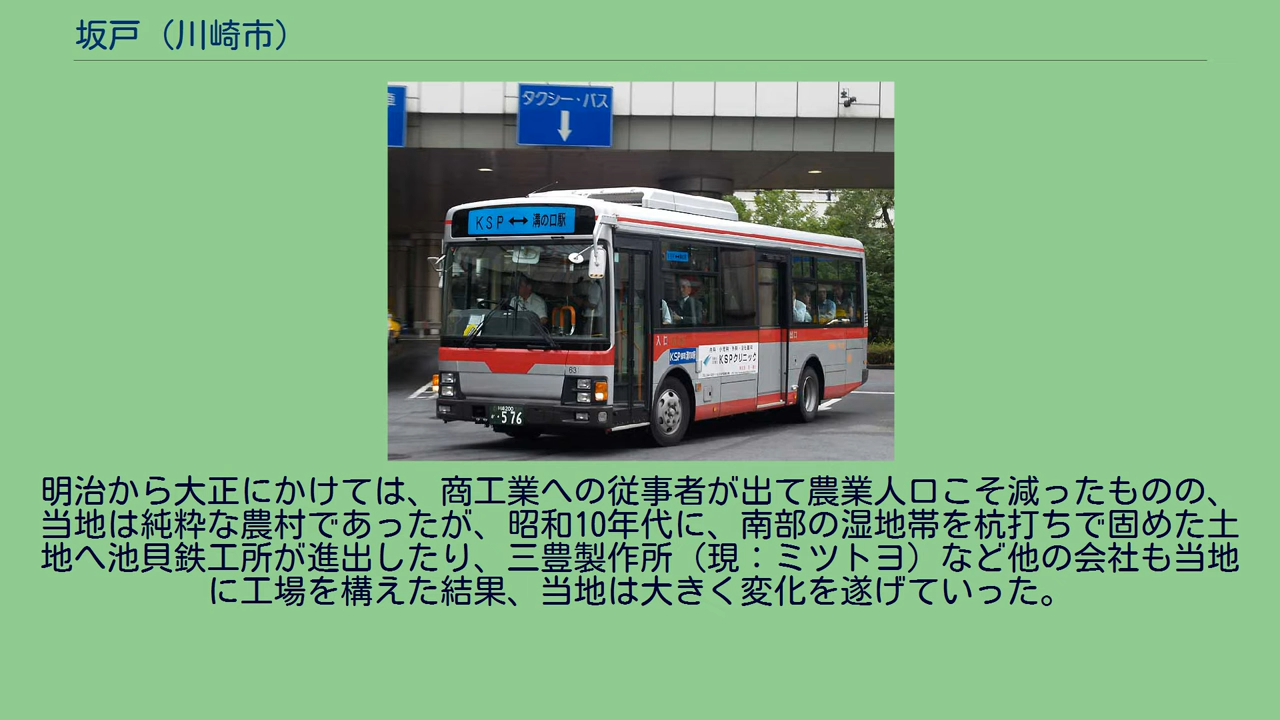 坂戸（川崎市）
タクシー・バス
KSP↔溝の口駅
入口
KSPクリニック
63
576
明治から大正にかけては、商工業への従事者が出て農業人口こそ減ったものの、
当地は純粋な農村であったが、昭和10年代に、南部の湿地帯を杭打ちで固めた土
地へ池貝鉄工所が進出したり、三豊製作所（現：ミツトヨ）など他の会社も当地
に工場を構えた結果、当地は大きく変化を遂げていった。